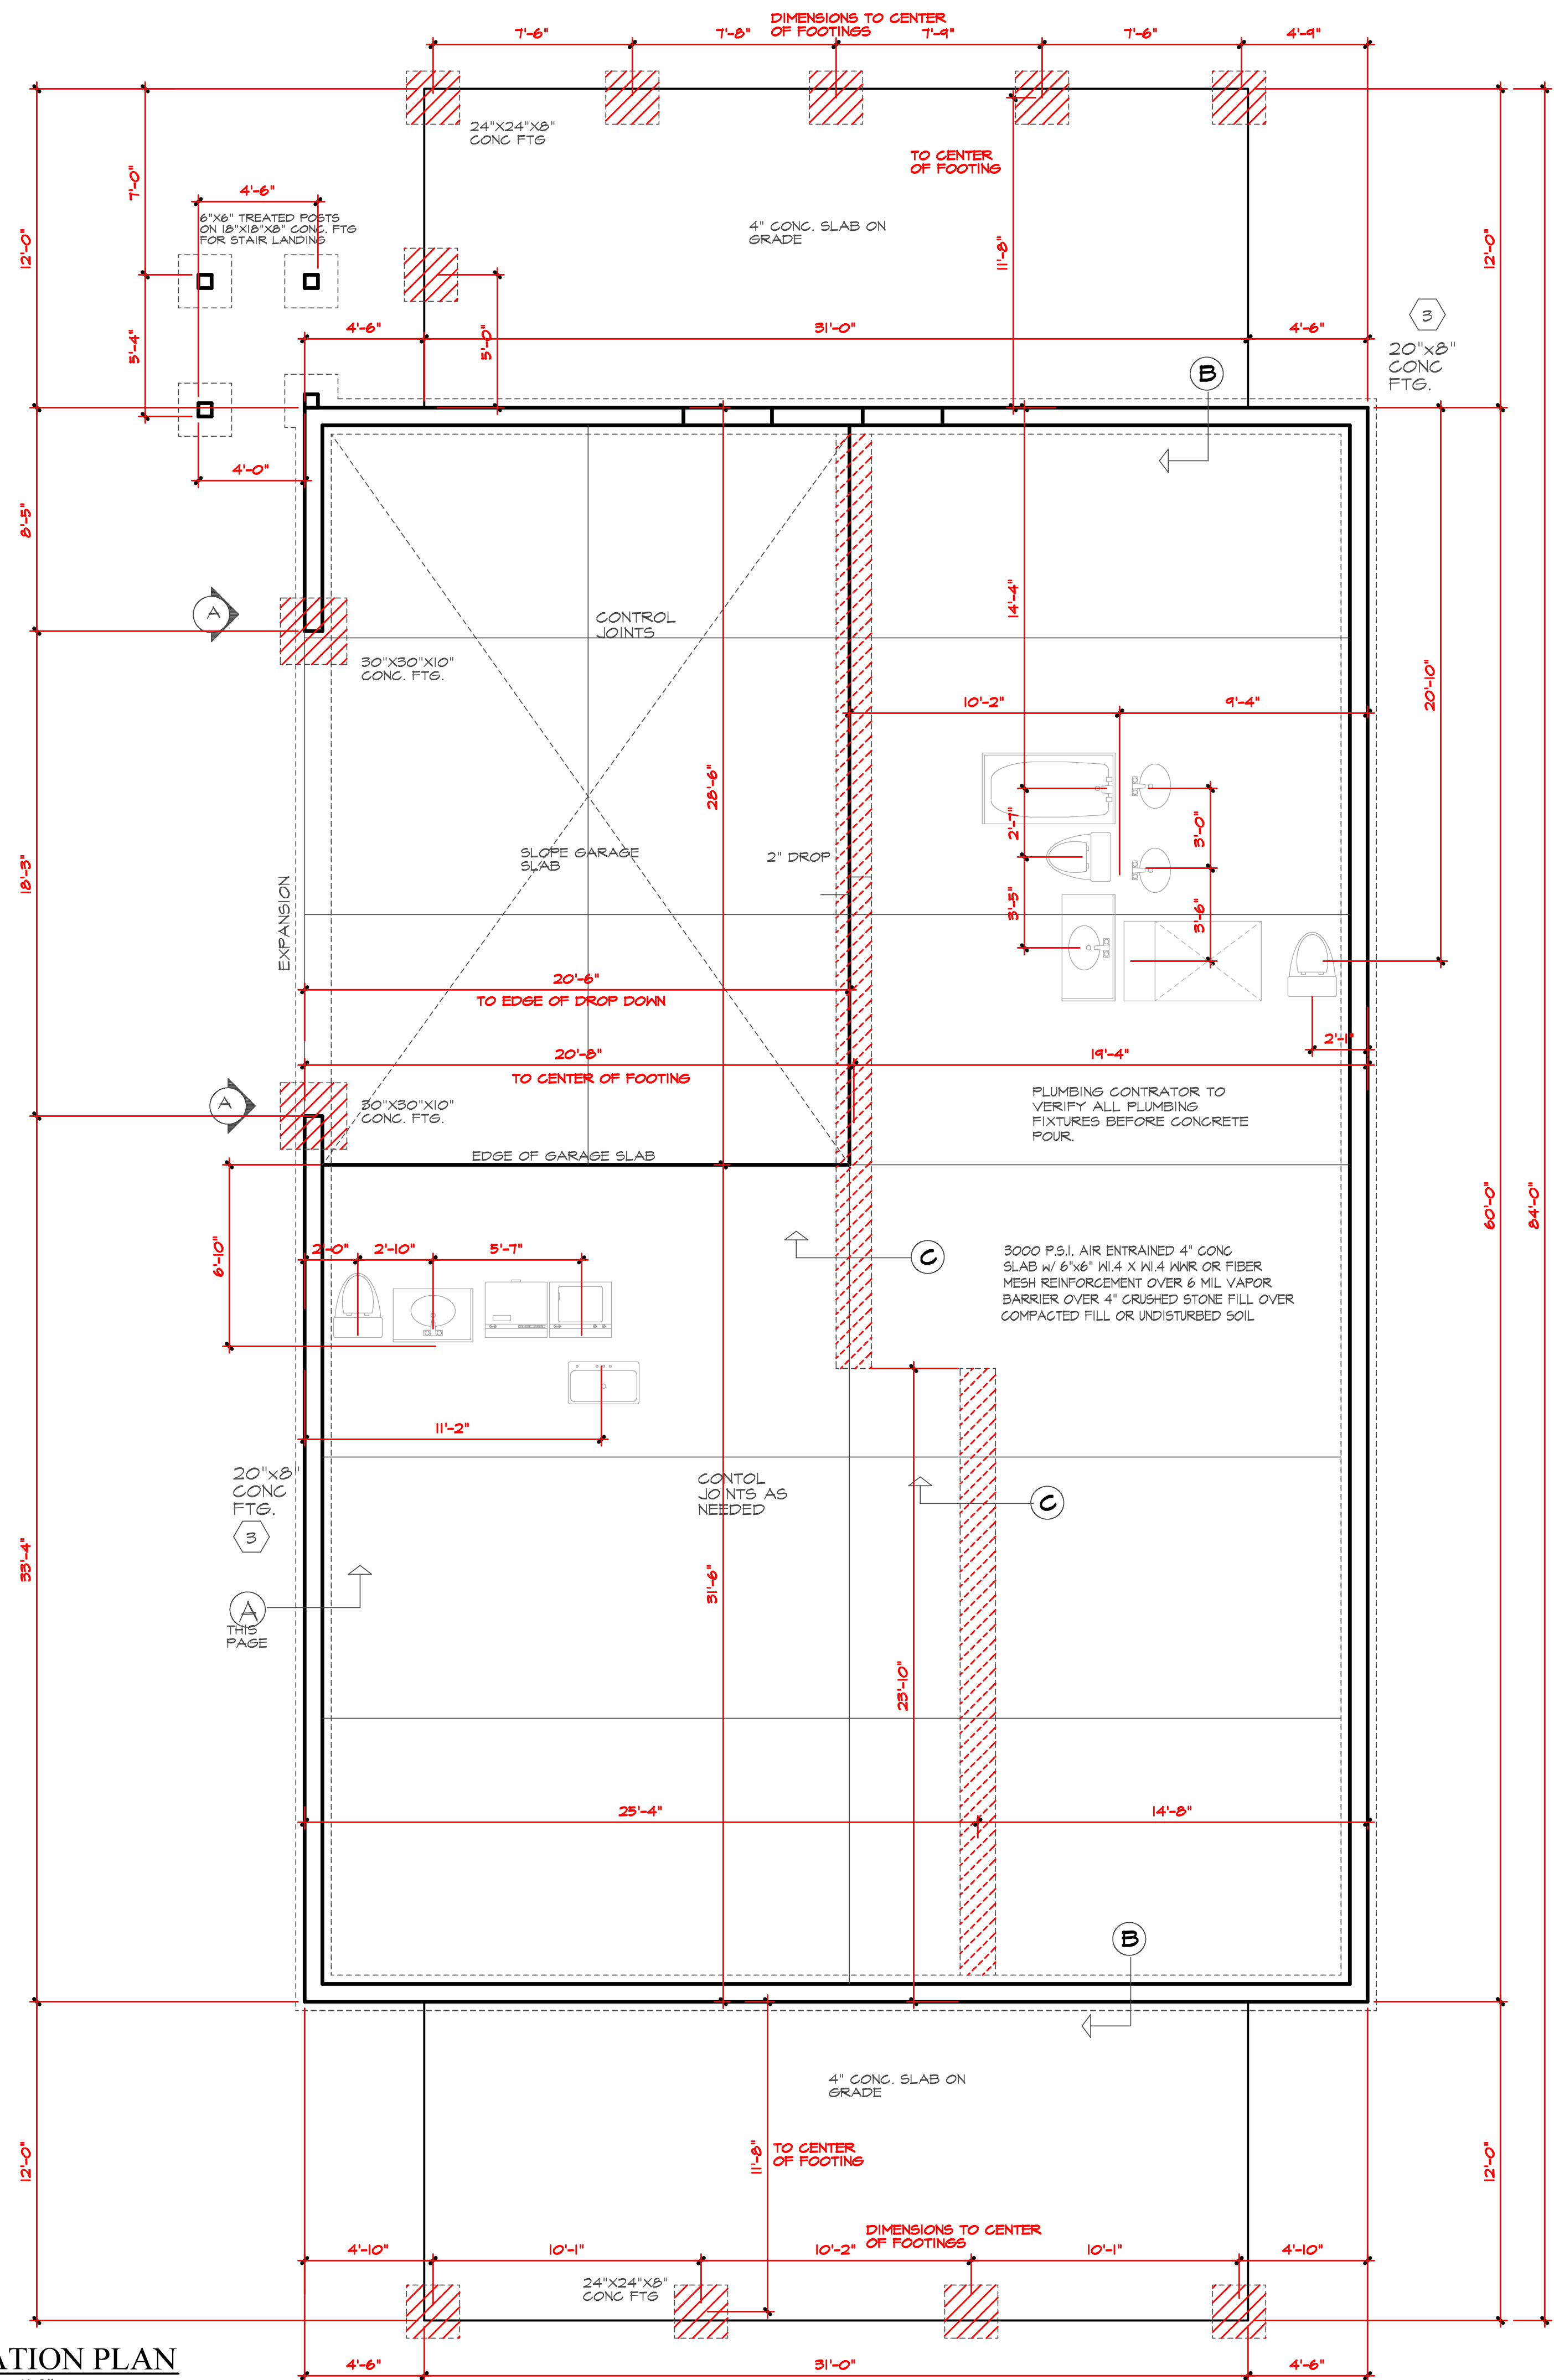 DIMENSIONS TO CENTER
OF FOOTINGS
7'-6"
7'-8"
7'-9"
7'-6"
4'-9"
24"X24"X8"
CONC FTG
TO CENTER
OF FOOTING
7'-0"
4'-6"
6"X6" TREATED POSTS
ON 18"X18"X8" CONC. FTG
FOR STAIR LANDING
4" CONC. SLAB ON
GRADE
12'-0"
11'-8"
12'-0"
5'-4"
4'-6"
5'-0"
31'-0"
4'-6"
3
20"x8"
CONC
FTG.
B
4'-0"
8'-5"
A
CONTROL
JOINTS
14'-4"
30"X30"X10"
CONC. FTG.
20'-10"
10'-2"
9'-4"
28'-6"
2'-7"
3'-0"
18'-3"
EXPANSION
SLOPE GARAGE
SLAB
2" DROP
3'-5"
3'-6"
20'-6"
TO EDGE OF DROP DOWN
2'-1"
20'-8"
19'-4"
TO CENTER OF FOOTING
A
30"X30"X10"
CONC. FTG.
PLUMBING CONTRATOR TO
VERIFY ALL PLUMBING
FIXTURES BEFORE CONCRETE
POUR.
EDGE OF GARAGE SLAB
60'-0"
84'-0"
6'-10"
2'-0"
2'-10"
5'-7"
C
3000 P.S.I. AIR ENTRAINED 4" CONC
SLAB w/ 6"x6" W1.4 X W1.4 WWR OR FIBER
MESH REINFORCEMENT OVER 6 MIL VAPOR
BARRIER OVER 4" CRUSHED STONE FILL OVER
COMPACTED FILL OR UNDISTURBED SOIL
11'-2"
20"x8"
CONC
FTG.
3
CONTOL
JOINTS AS
NEEDED
C
33'-4"
31'-6"
A
THIS
PAGE
23'-10"
25'-4"
14'-8"
B
4" CONC. SLAB ON
GRADE
12'-0"
11'-8"
TO CENTER
OF FOOTING
12'-0"
DIMENSIONS TO CENTER
OF FOOTINGS
4'-10"
10'-1"
10'-2"
10'-1"
4'-10"
24"X24"X8"
CONC FTG
ATION PLAN
4'-6"
31'-0"
4'-6"